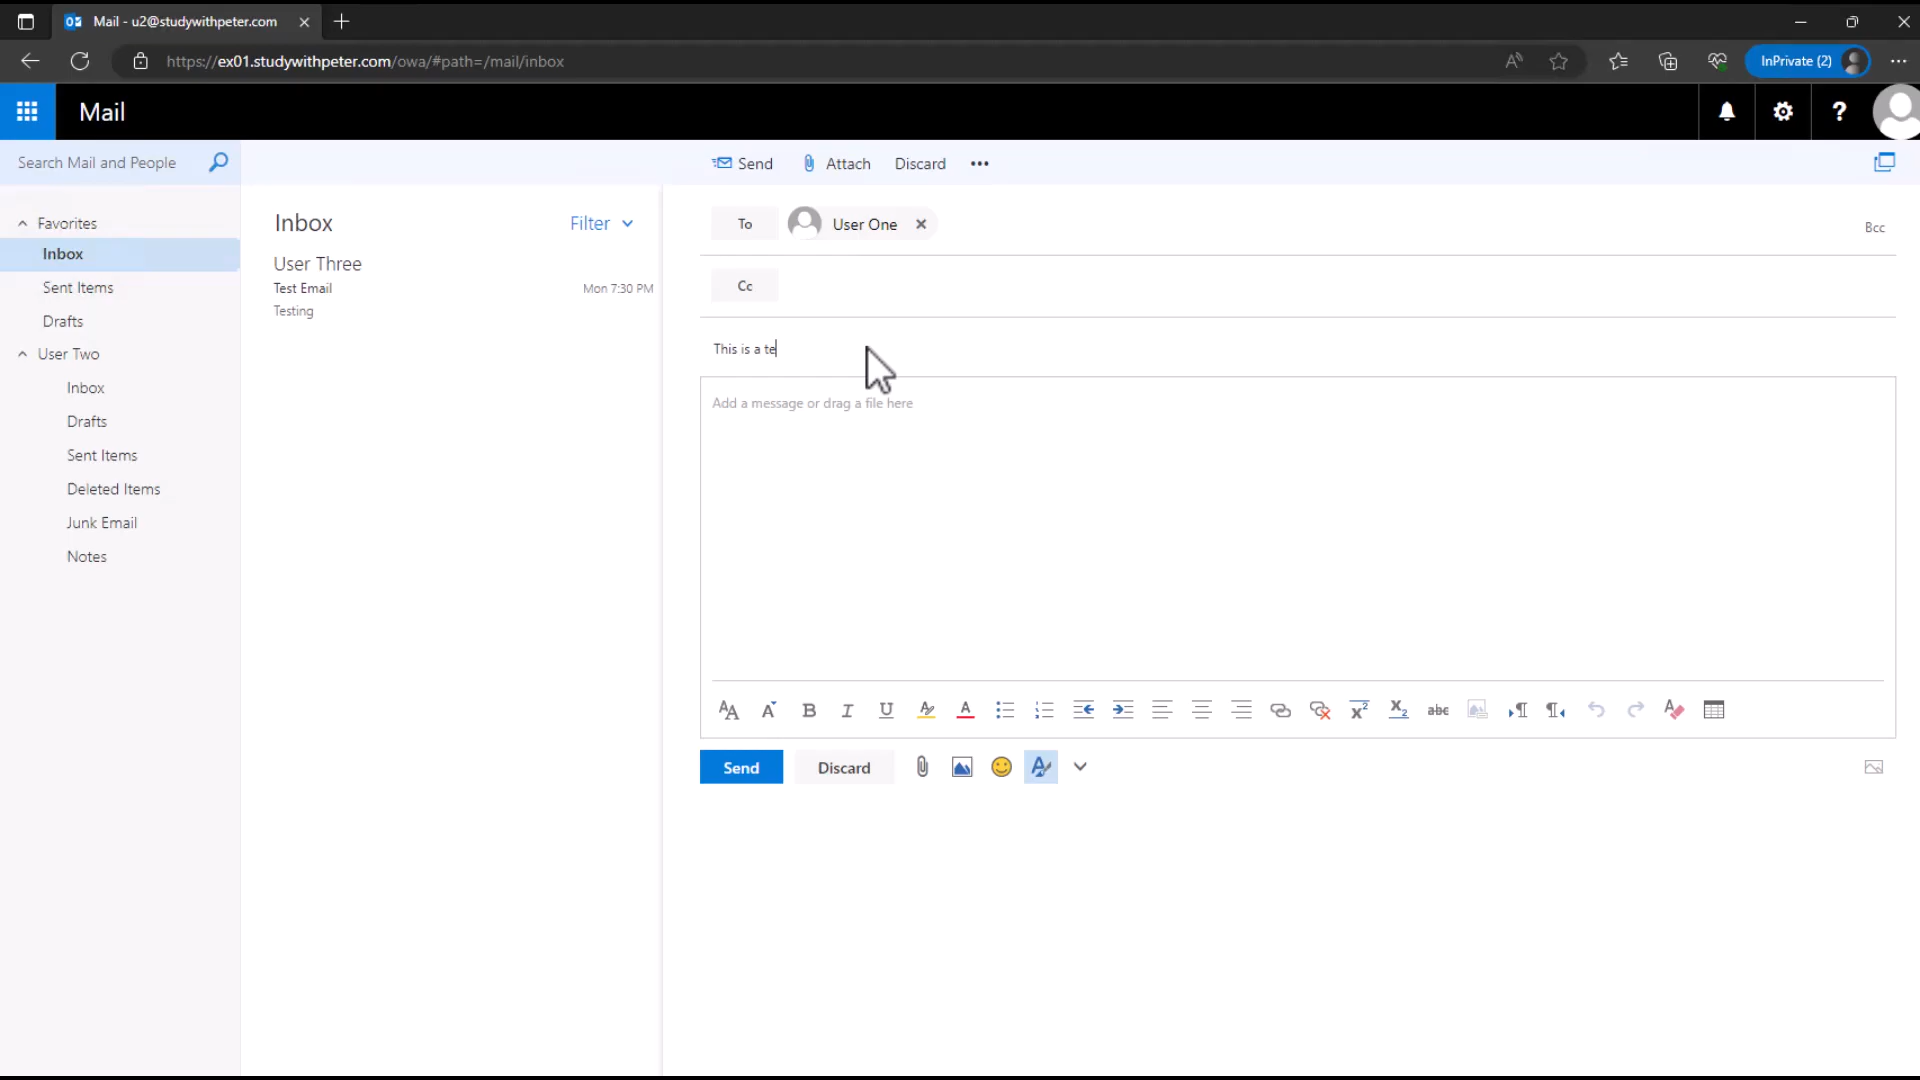 Mail - u2@studywithpeter.com
https://ex01.studywithpeter.com/owa/#path=/mail/inbox
InPrivate (2)
Mail
Search Mail and People
Send
Attach
Discard
Favorites
Inbox
Sent Items
Drafts
User Two
Inbox
Drafts
Sent Items
Deleted Items
Junk Email
Notes
Inbox
Filter
User Three
Test Email
Mon 7:30 PM
Testing
To
User One
Bcc
Cc
This is a te
Add a message or drag a file here
Send
Discard